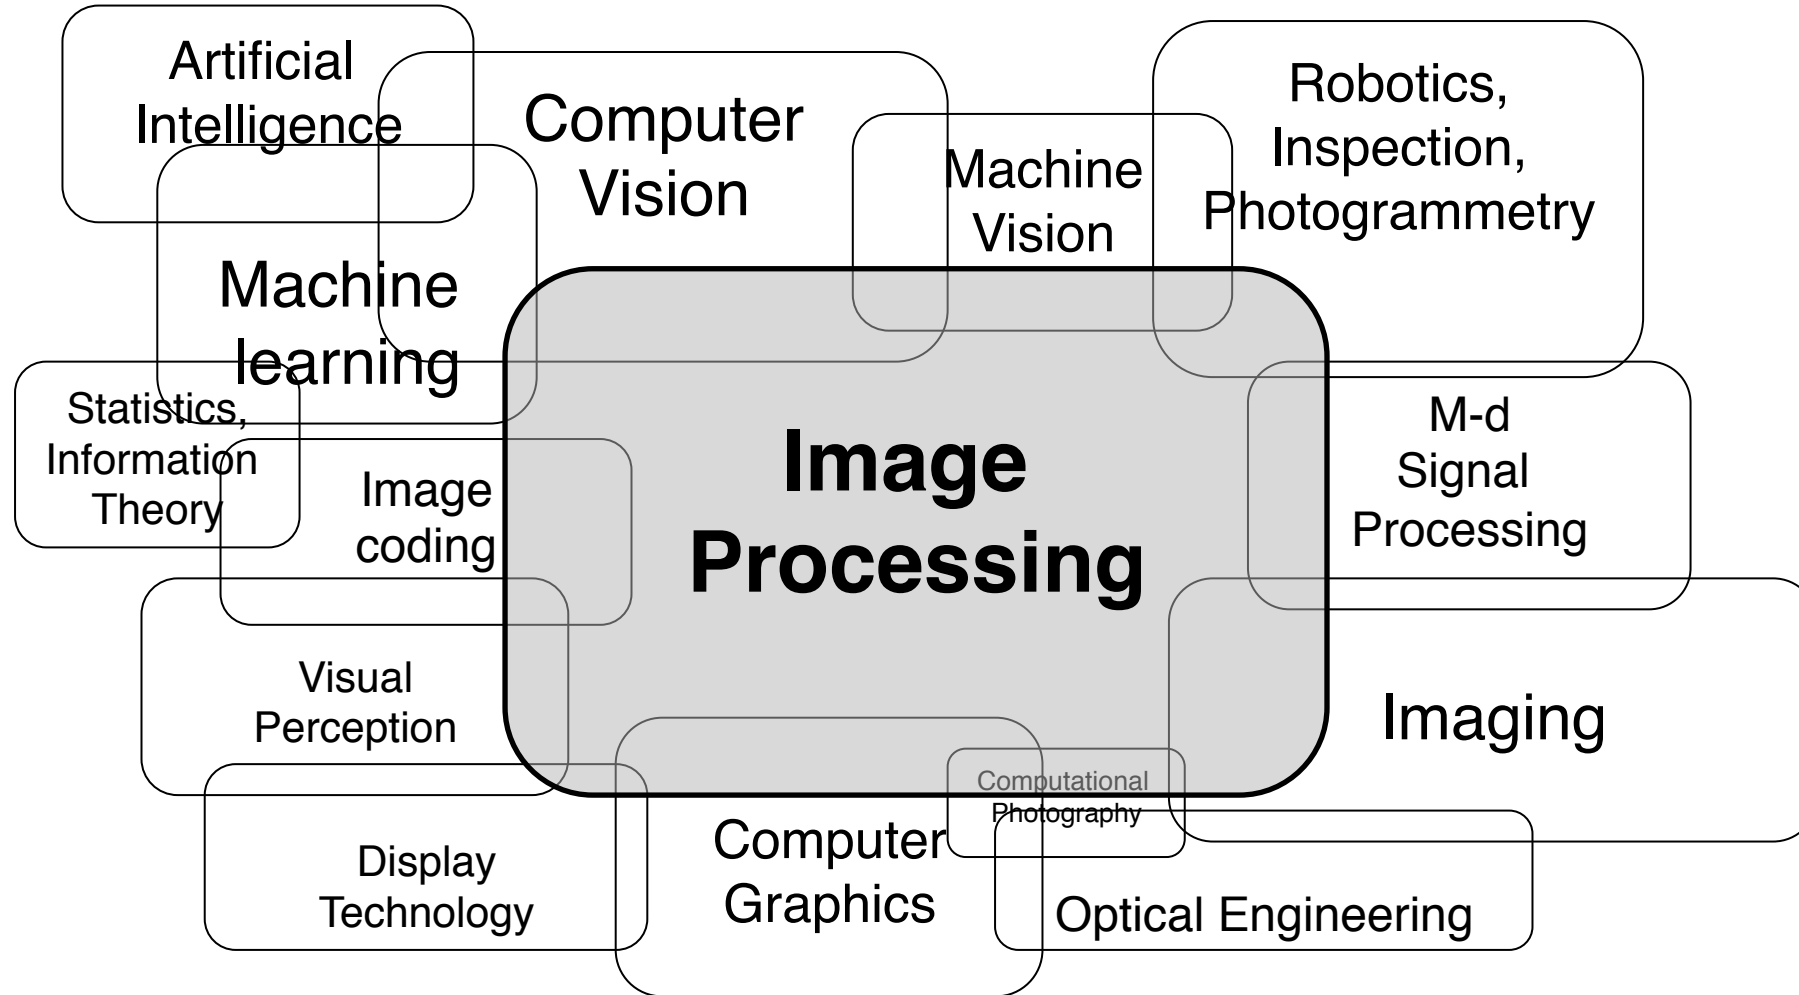 Artificial
Intelligence
Computer
Vision
Machine
Vision
Robotics,
Inspection,
Photogrammetry
Machine
learning
Statistics,
Information
Theory
Image
coding
Image
Processing
M-d
Signal
Processing
Visual
Perception
Imaging
Computational
Photography
Display
Technology
Computer
Graphics
Optical Engineering